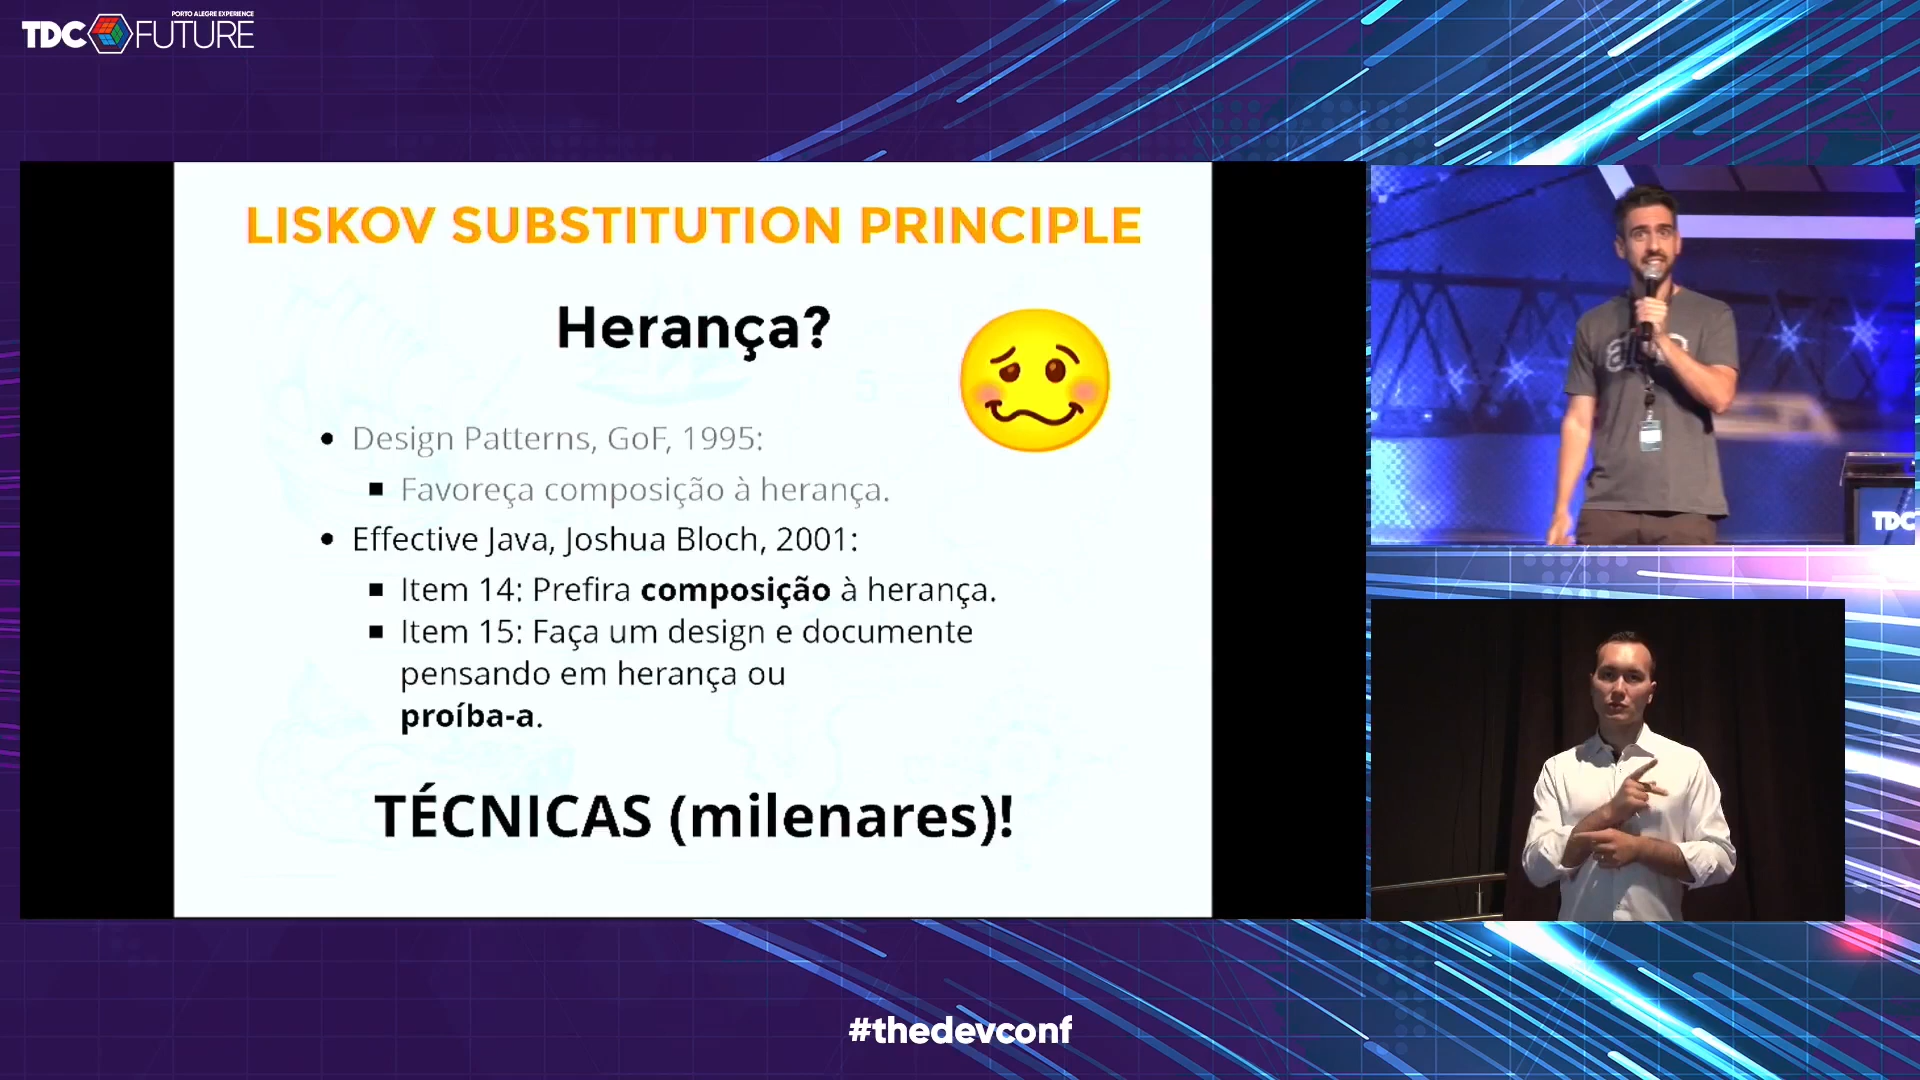 PORTO ALEGRE EXPERIENCE
TDC FUTURE
LISKOV SUBSTITUTION PRINCIPLE
Herança?
Design Patterns, GoF, 1995:
Favoreça composição à herança.
Effective Java, Joshua Bloch, 2001:
Item 14: Prefira composição à herança.
Item 15: Faça um design e documente
pensando em herança ou
proíba-a.
TÉCNICAS (milenares)!
TDC
#thedevconf